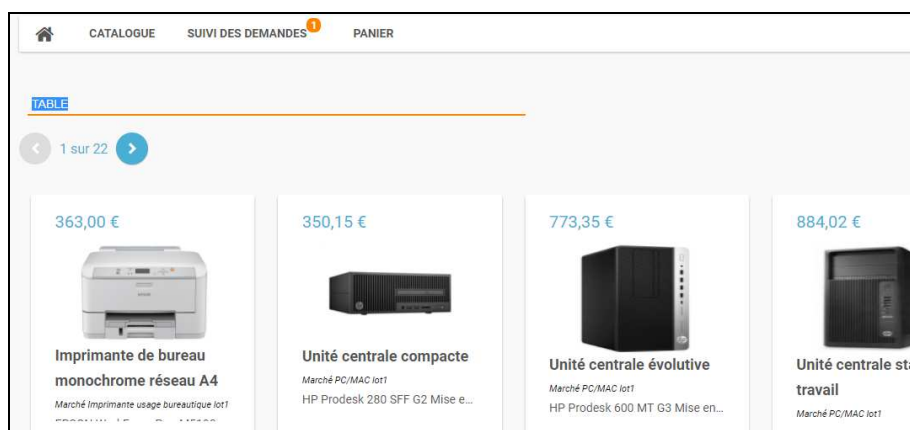 CATALOGUE SUIVI DES DEMANDES 1 PANIER
TABLE
1 sur 22
363,00 €
Imprimante de bureau
monochrome réseau A4
Marché Imprimante usage bureautique lot1
350,15 €
Unité centrale compacte
Marché PC/MAC lot1
HP Prodesk 280 SFF G2 Mise e...
773,35 €
Unité centrale évolutive
Marché PC/MAC lot1
HP Prodesk 600 MT G3 Mise en...
884,02 €
Unité centrale sta
travail
Marché PC/MAC lot1